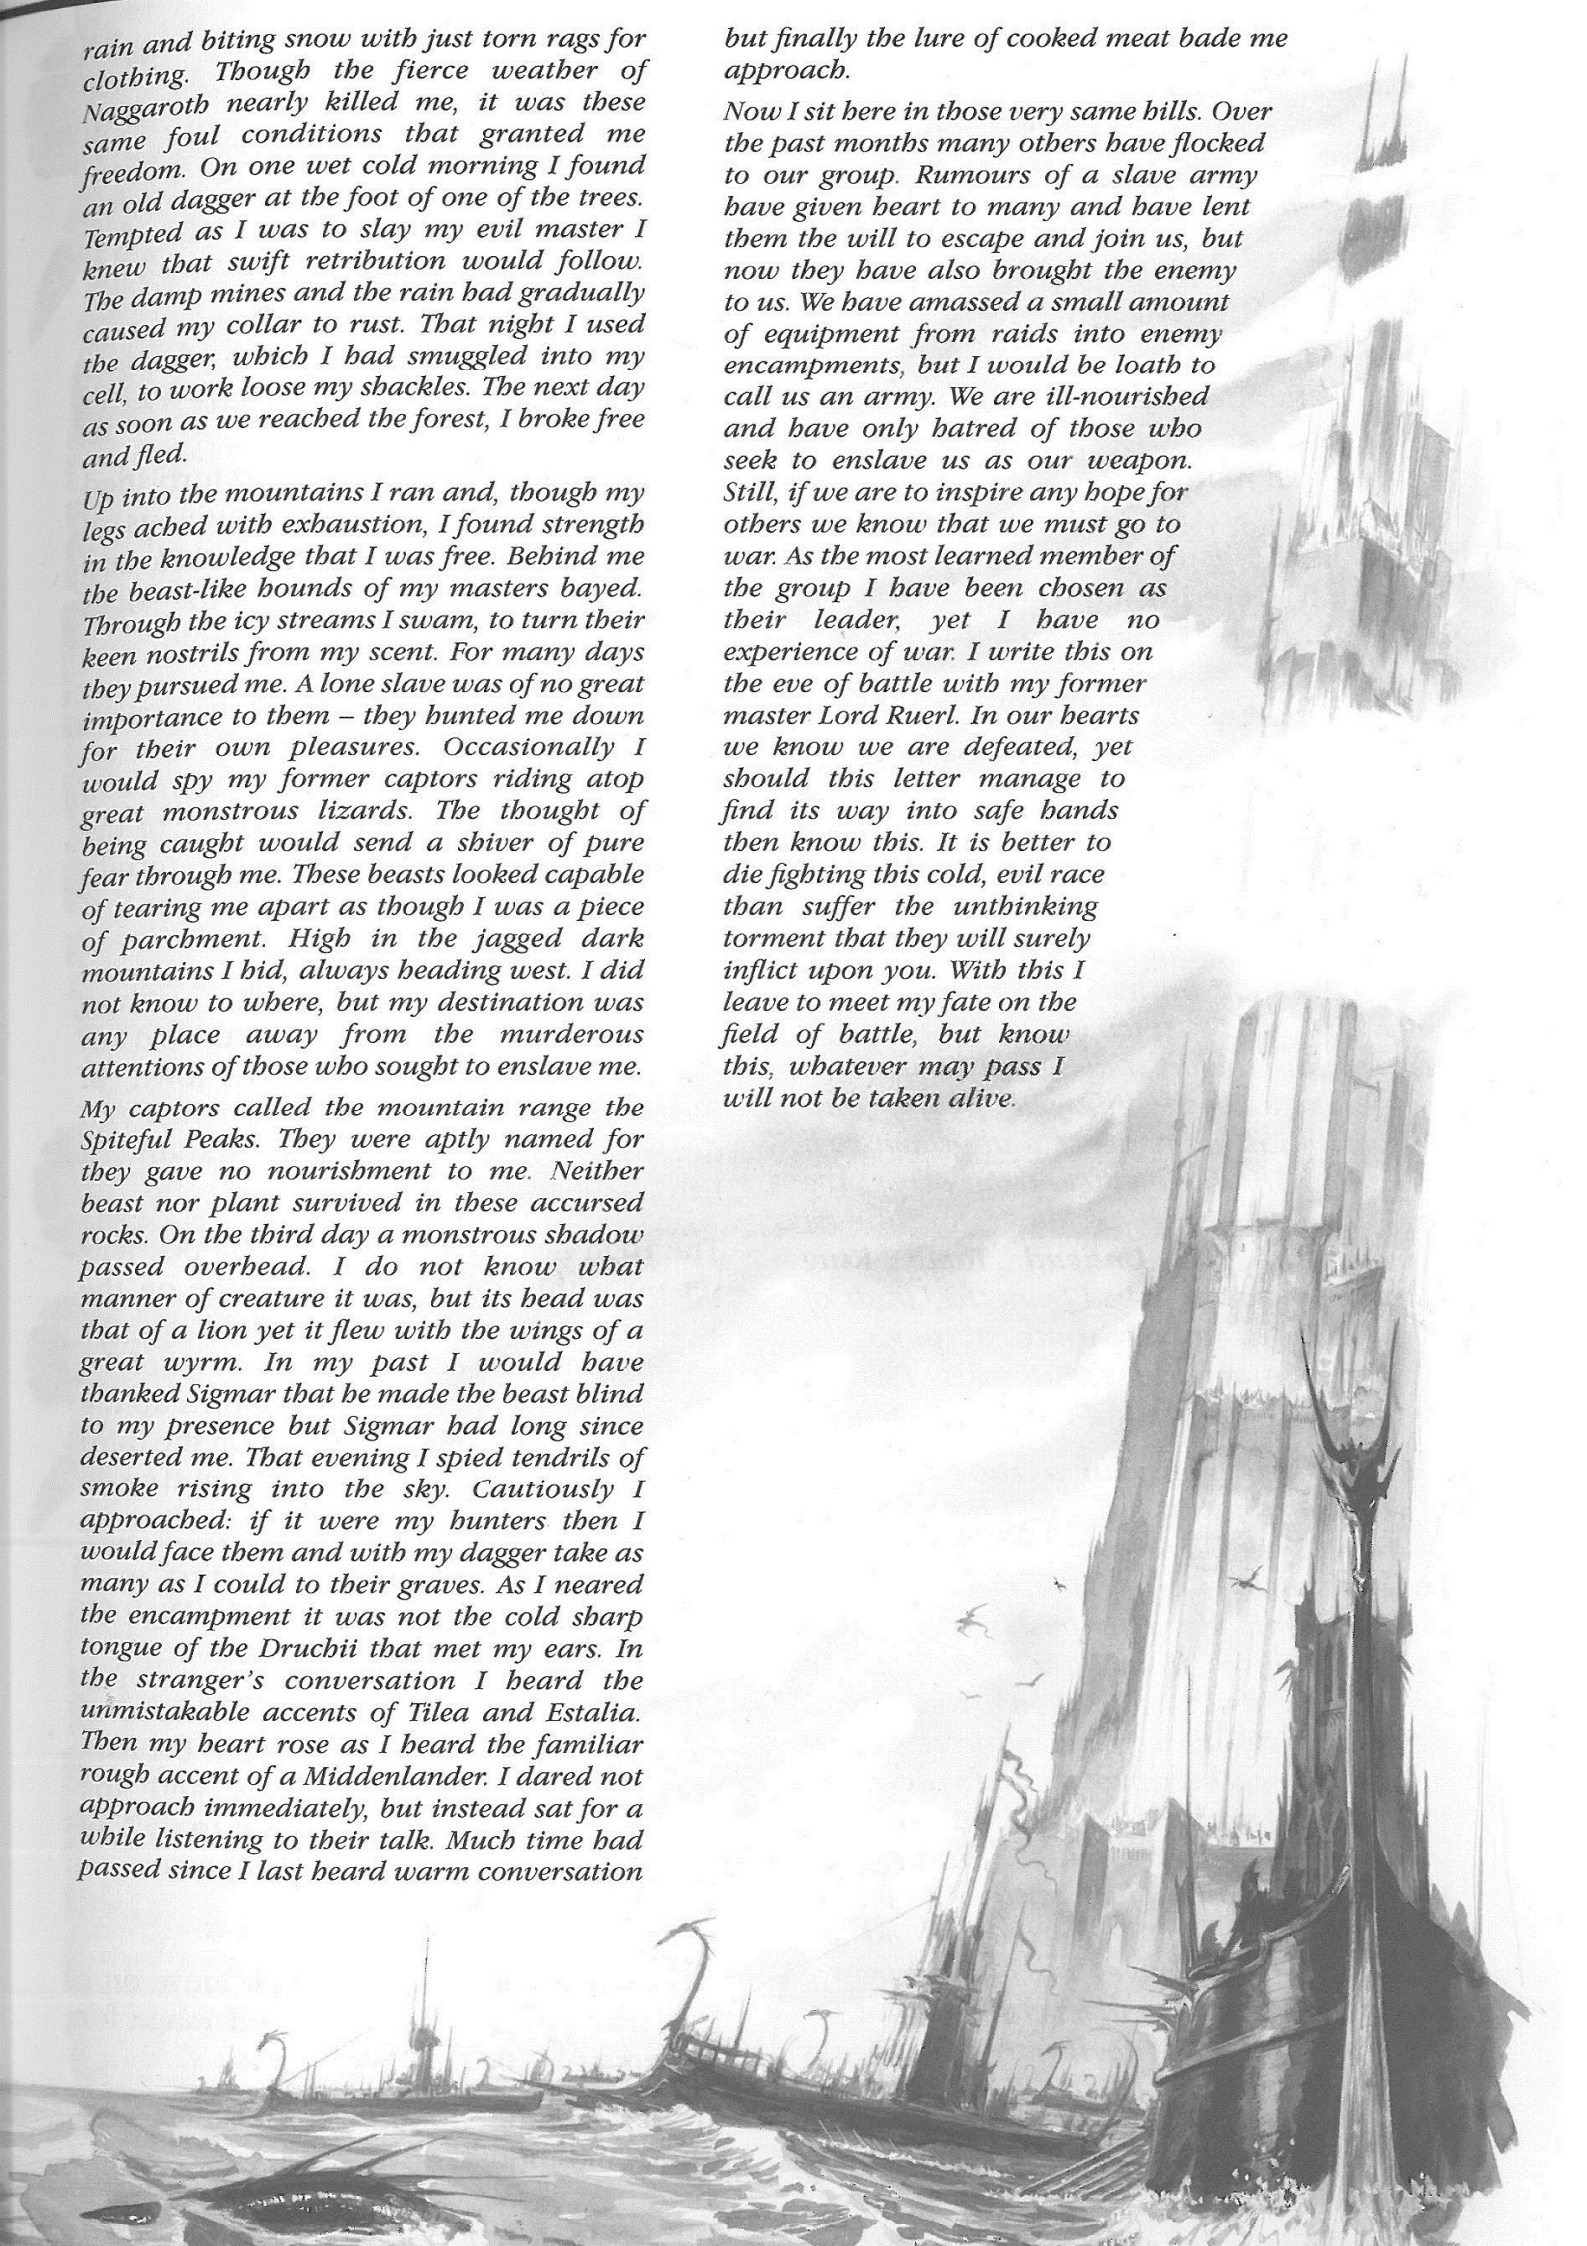 rain and biting snow with just torn rags for
clothing. Though the fierce weather of
Naggaroth nearly killed me, it was these
same foul conditions that granted me
freedom. On one wet cold morning I found
an old dagger at the foot of one of the trees.
Tempted as I was to slay my evil master I
knew that swift retribution would follow.
The damp mines and the rain had gradually
caused my collar to rust. That night I used
the dagger, which I had smuggled into my
cell, to work loose my shackles. The next day
as soon as we reached the forest, I broke free
and fled.
Up into the mountains I ran and, though my
legs ached with exhaustion, I found strength
in the knowledge that I was free. Behind me
the beast-like hounds of my masters bayed.
Through the icy streams I swam, to turn their
keen nostrils from my scent. For many days
they pursued me. A lone slave was of no great
importance to them – they hunted me down
for their own pleasures. Occasionally I
would spy my former captors riding atop
great monstrous lizards. The thought of
being caught would send a shiver of pure
fear through me. These beasts looked capable
of tearing me apart as though I was a piece
of parchment. High in the jagged dark
mountains I hid, always heading west. I did
not know to where, but my destination was
any place away from the murderous
attentions of those who sought to enslave me.
My captors called the mountain range the
Spiteful Peaks. They were aptly named for
they gave no nourishment to me. Neither
beast nor plant survived in these accursed
rocks. On the third day a monstrous shadow
passed overhead. I do not know what
manner of creature it was, but its head was
that of a lion yet it flew with the wings of a
great wyrm. In my past I would have
thanked Sigmar that he made the beast blind
to my presence but Sigmar had long since
deserted me. That evening I spied tendrils of
smoke rising into the sky. Cautiously I
approached: if it were my hunters then I
would face them and with my dagger take as
many as I could to their graves. As I neared
the encampment it was not the cold sharp
tongue of the Druchii that met my ears. In
the stranger's conversation I heard the
unmistakable accents of Tilea and Estalia.
Then my heart rose as I heard the familiar
rough accent of a Middenlander. I dared not
approach immediately, but instead sat for a
while listening to their talk. Much time had
passed since I last heard warm conversation
but finally the lure of cooked meat bade me
approach.
Now I sit here in those very same hills. Over
the past months many others have flocked
to our group. Rumours of a slave army
have given heart to many and have lent
them the will to escape and join us, but
now they have also brought the enemy
to us. We have amassed a small amount
of equipment from raids into enemy
encampments, but I would be loath to
call us an army. We are ill-nourished
and have only hatred of those who
seek to enslave us as our weapon.
Still, if we are to inspire any hope for
others we know that we must go to
war. As the most learned member of
the group I have been chosen as
their leader, yet I have no
experience of war. I write this on
the eve of battle with my former
master Lord Ruerl. In our hearts
we know we are defeated, yet
should this letter manage to
find its way into safe hands
then know this. It is better to
die fighting this cold, evil race
than suffer the unthinking
torment that they will surely
inflict upon you. With this I
leave to meet my fate on the
field of battle, but know
this, whatever may pass I
will not be taken alive.